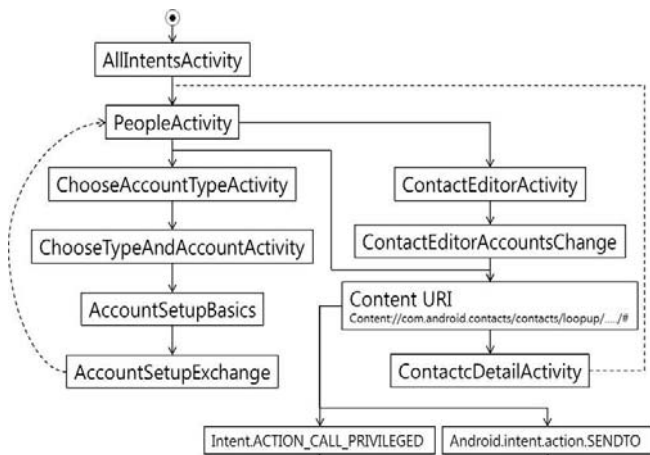 AllIntentsActivity
PeopleActivity
ChooseAccountTypeActivity
ContactEditorActivity
ChooseTypeAndAccountActivity
ContactEditorAccountsChange
AccountSetupBasics
Content URI
Content://com.android.contacts/contacts/loopup/..../#
AccountSetupExchange
ContactcDetailActivity
Intent.ACTION_CALL_PRIVILEGED
Android.intent.action.SENDTO